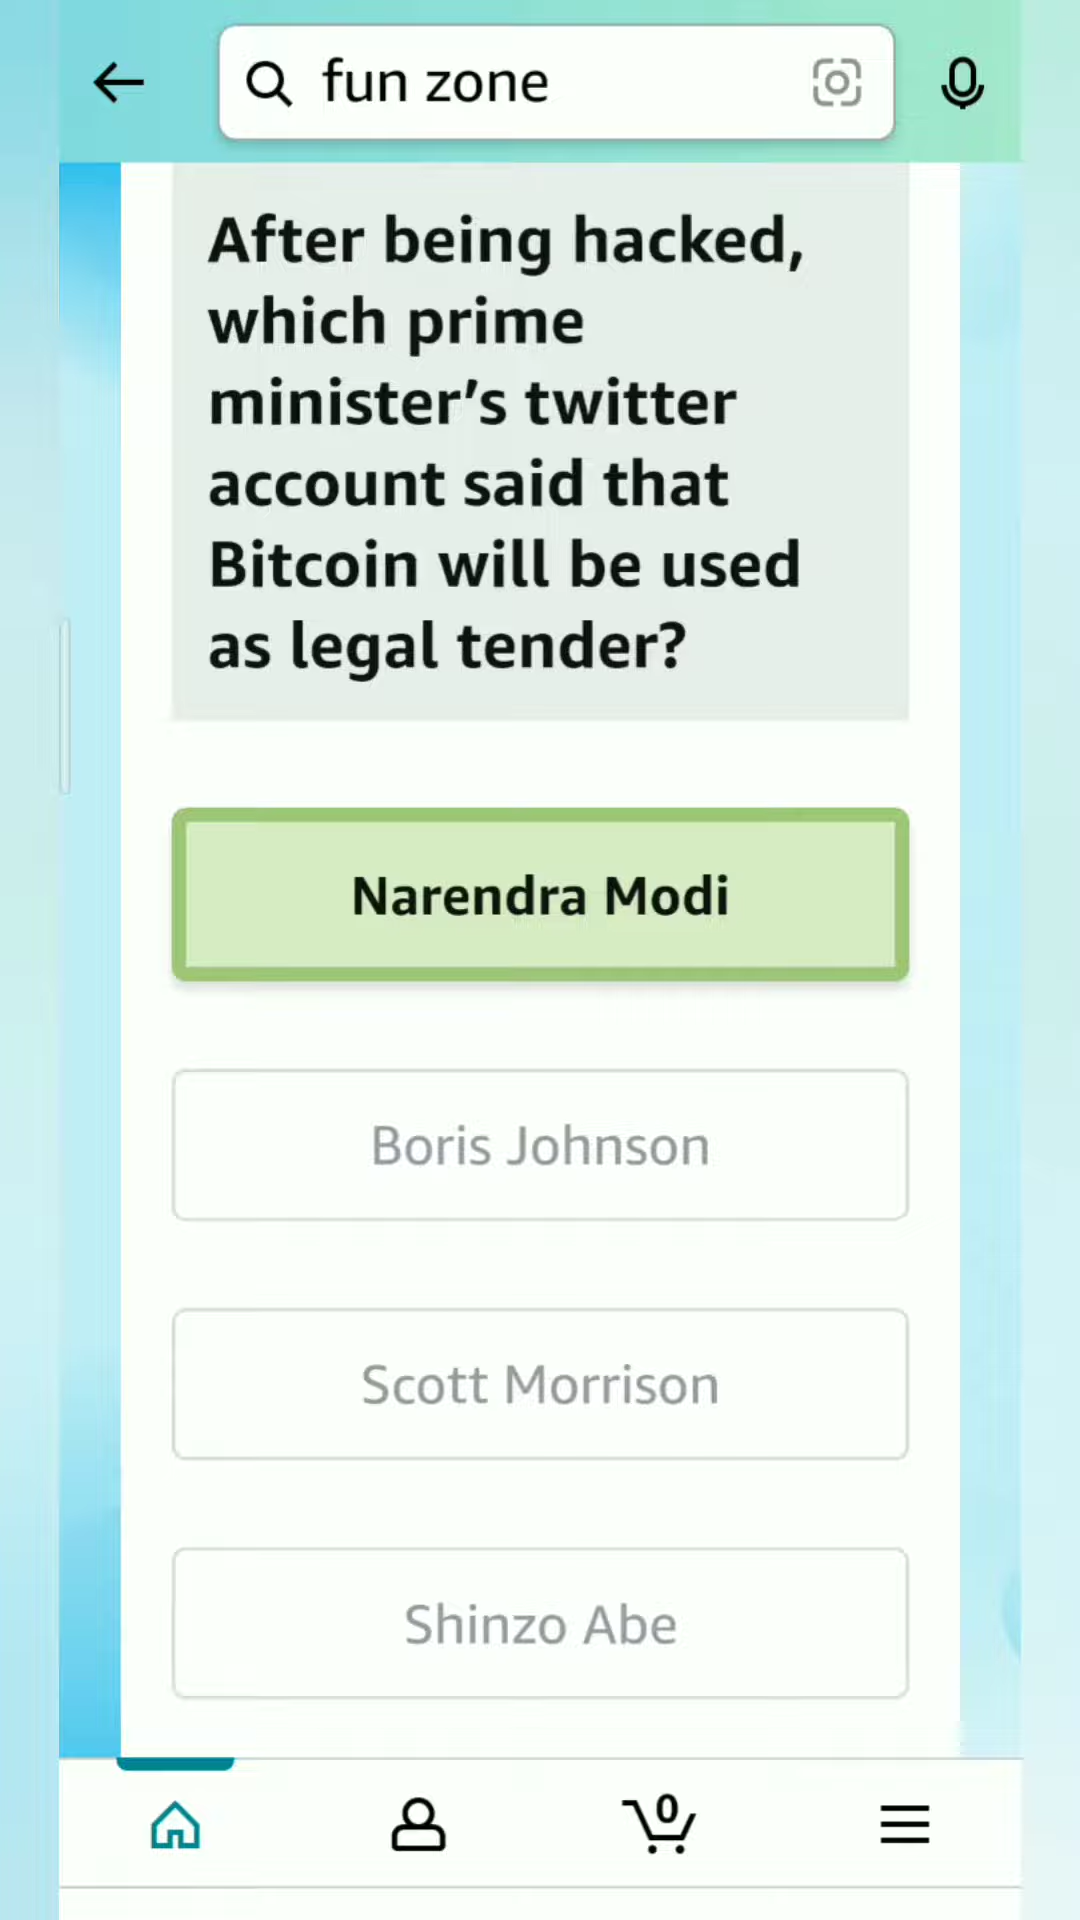 fun zone
After being hacked,
which prime
minister’s twitter
account said that
Bitcoin will be used
as legal tender?
Narendra Modi
Boris Johnson
Scott Morrison
Shinzo Abe
0